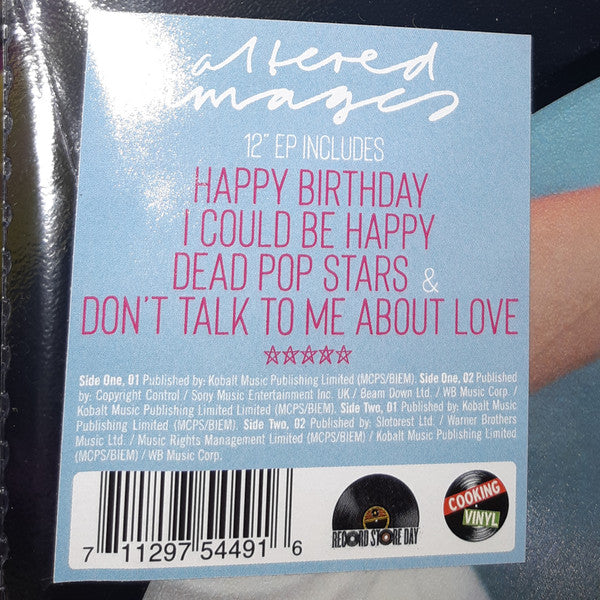 altered
images
12" EP INCLUDES
HAPPY BIRTHDAY
I COULD BE HAPPY
DEAD POP STARS &
DON'T TALK TO ME ABOUT LOVE
Side One, 01 Published by: Kobalt Music Publishing Limited (MCPS/BIEM). Side One, 02 Published
by: Copyright Control / Sony Music Entertainment Inc. UK / Beam Down Ltd. / WB Music Corp. /
Kobalt Music Publishing Limited Limited (MCPS/BIEM). Side Two, 01 Published by: Kobalt Music
Publishing Limited (MCPS/BIEM). Side Two, 02 Published by: Slotorest Ltd. / Warner Brothers
Music Ltd. / Music Rights Management Limited (MCPS/BIEM) / Kobalt Music Publishing Limited
(MCPS/BIEM) / WB Music Corp.
7 11297 54491 6
RECORD STORE DAY
COOKING
VINYL